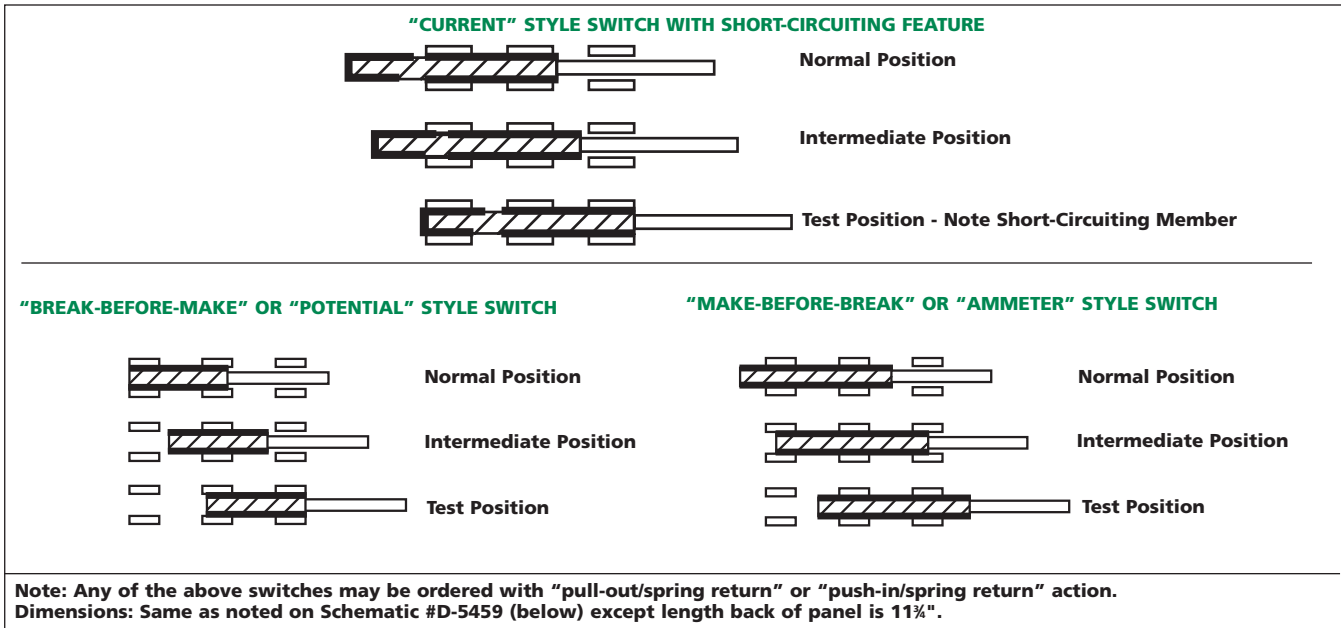 “CURRENT” STYLE SWITCH WITH SHORT-CIRCUITING FEATURE
Normal Position
Intermediate Position
Test Position - Note Short-Circuiting Member
“BREAK-BEFORE-MAKE” OR “POTENTIAL” STYLE SWITCH
Normal Position
Intermediate Position
Test Position
“MAKE-BEFORE-BREAK” OR “AMMETER” STYLE SWITCH
Normal Position
Intermediate Position
Test Position
Note: Any of the above switches may be ordered with “pull-out/spring return” or “push-in/spring return” action.
Dimensions: Same as noted on Schematic #D-5459 (below) except length back of panel is 11¾".